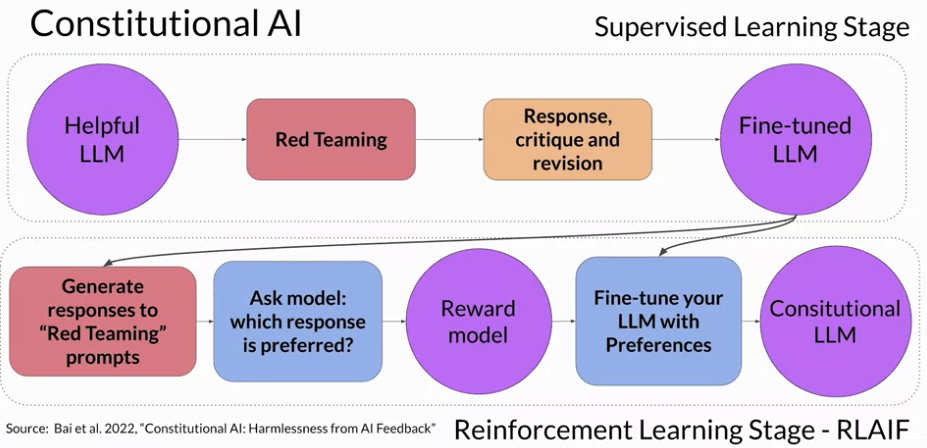 Constitutional AI
Supervised Learning Stage
Helpful
LLM
Red Teaming
Response,
critique and
revision
Fine-tuned
LLM
Generate
responses to
“Red Teaming”
prompts
Ask model:
which response
is preferred?
Reward
model
Fine-tune your
LLM with
Preferences
Consitutional
LLM
Source: Bai et al. 2022, “Constitutional AI: Harmlessness from AI Feedback”
Reinforcement Learning Stage - RLAIF